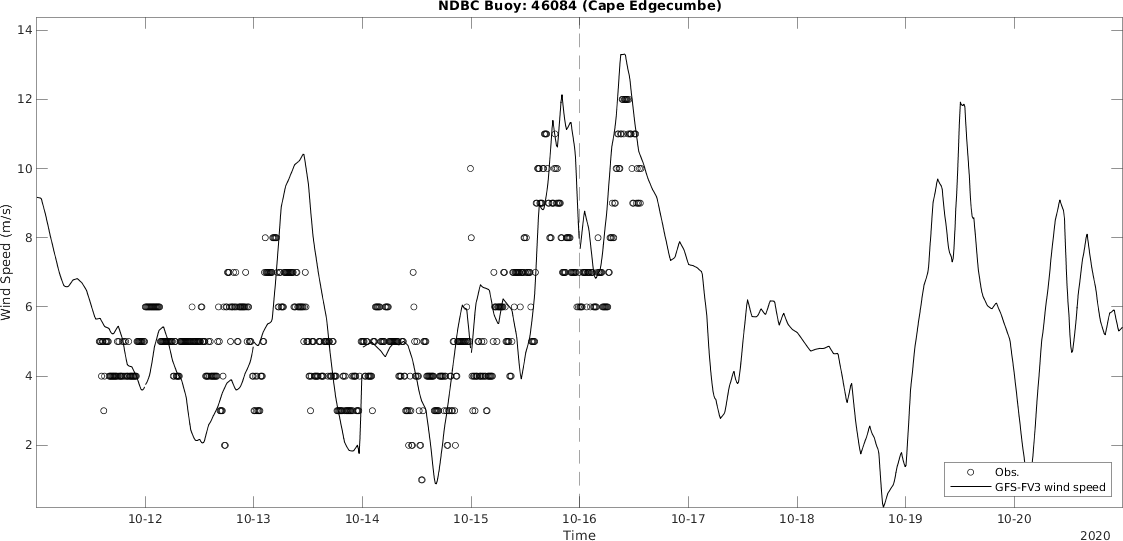 NDBC Buoy: 46084 (Cape Edgecumbe)
14
12
10
8
6
4
2
Wind Speed (m/s)
10-12 10-13 10-14 10-15 10-16 10-17 10-18 10-19 10-20
Time
2020
Obs.
GFS-FV3 wind speed